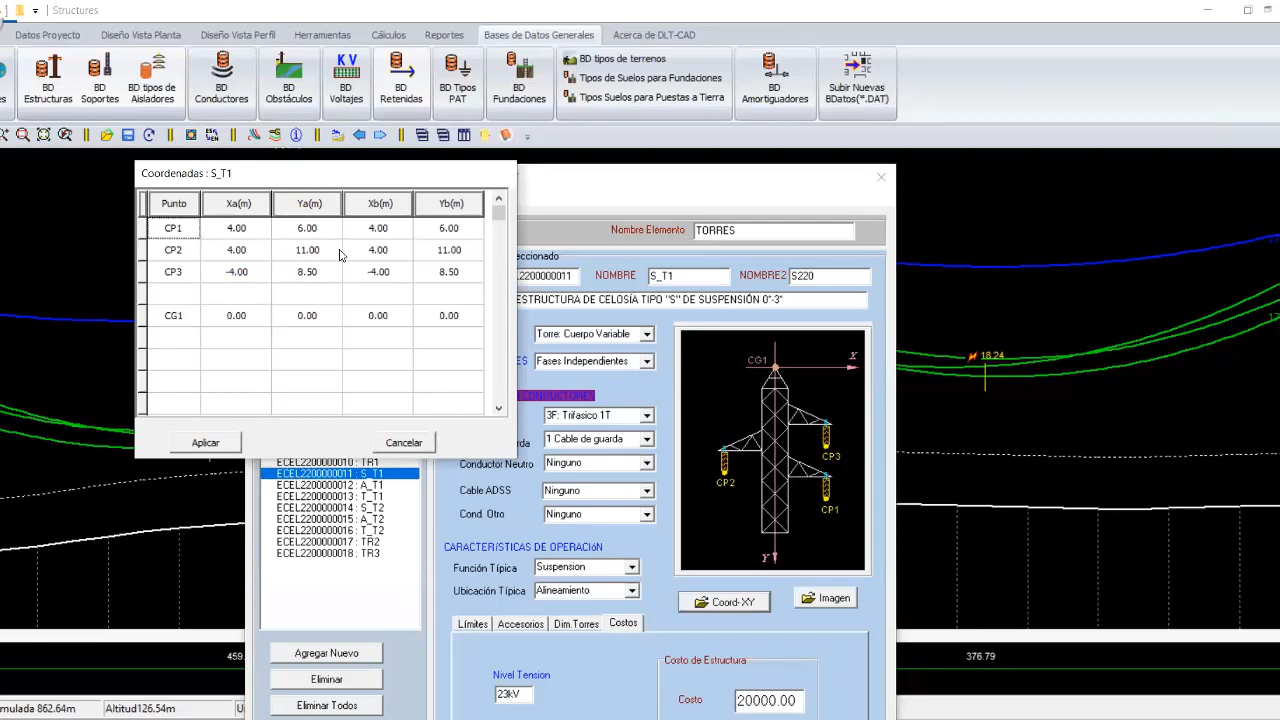 Structures
Datos Proyecto Diseño Vista Planta Diseño Vista Perfil Herramientas Cálculos Reportes Bases de Datos Generales Acerca de DLT-CAD
BD Estructuras
BD Soportes
BD tipos de Aisladores
BD Conductores
BD Obstáculos
KV
BD Voltajes
BD Retenidas
BD Tipos PAT
BD Fundaciones
BD tipos de terrenos
Tipos de Suelos para Fundaciones
Tipos Suelos para Puestas a Tierra
BD Amortiguadores
Subir Nuevas BDatos(*.DAT)
Coordenadas : S_T1
Punto Xa(m) Ya(m) Xb(m) Yb(m)
CP1 4.00 6.00 4.00 6.00
CP2 4.00 11.00 4.00 11.00
CP3 -4.00 8.50 -4.00 8.50
CG1 0.00 0.00 0.00 0.00
Aplicar Cancelar
Nombre Elemento TORRES
eccionado
L2200000011 NOMBRE S_T1 NOMBRE2 S220
ESTRUCTURA DE CELOSÍA TIPO "S" DE SUSPENSIÓN 0°-3°
Torre: Cuerpo Variable
ES Fases Independientes
CONDUCTORES
3F: Trifasico 1T
arda 1 Cable de guarda
Conductor Neutro Ninguno
Cable ADSS Ninguno
Cond. Otro Ninguno
CG1 X
CP3
CP2
CP1
Y
CARACTERÍSTICAS DE OPERACIÓN
Función Típica Suspension
Ubicación Típica Alineamiento
Coord-XY Imagen
Límites Accesorios Dim.Torres Costos
Nivel Tension
23kV
Costo de Estructura
Costo 20000.00
ECEL2200000010 : TR1
ECEL2200000011 : S_T1
ECEL2200000012 : A_T1
ECEL2200000013 : T_T1
ECEL2200000014 : S_T2
ECEL2200000015 : A_T2
ECEL2200000016 : T_T2
ECEL2200000017 : TR2
ECEL2200000018 : TR3
Agregar Nuevo
Eliminar
Eliminar Todos
18.24
459.
376.79
mulada 862.64m Altitud126.54m